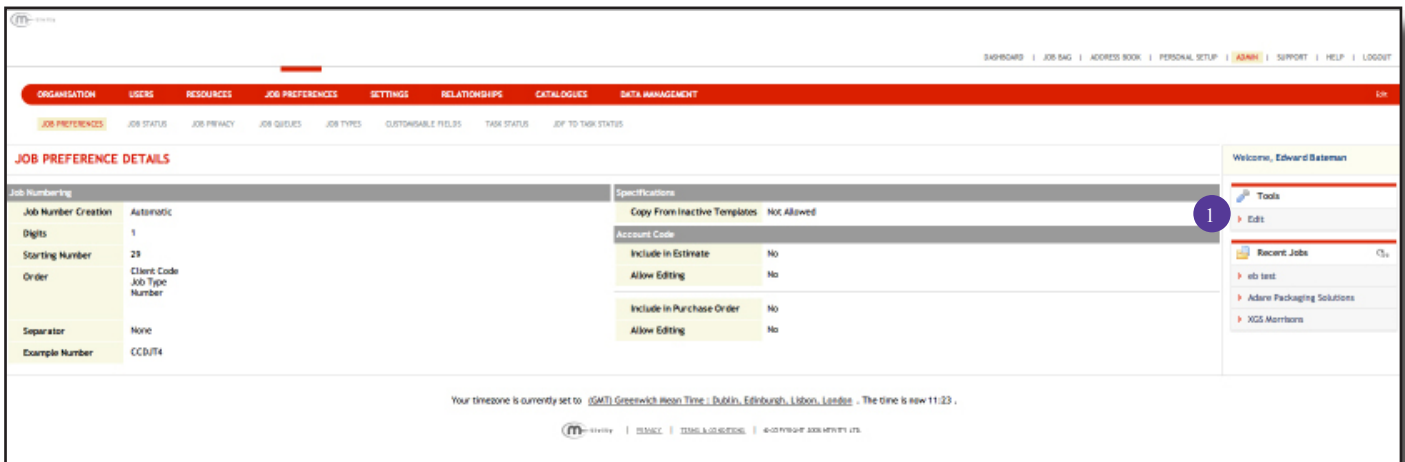 DASHBOARD | JOB BAG | ADDRESS BOOK | PERSONAL SETUP | ADMIN | SUPPORT | HELP | LOGOUT
ORGANISATION USERS RESOURCES JOB PREFERENCES SETTINGS RELATIONSHIPS CATALOGUES DATA MANAGEMENT Edit
JOB PREFERENCES JOB STATUS JOB PRIVACY JOB QUEUES JOB TYPES CUSTOMISABLE FIELDS TASK STATUS JDF TO TASK STATUS
JOB PREFERENCE DETAILS
Welcome, Edward Bateman
Job Numbering
Job Number Creation Automatic
Digits 1
Starting Number 29
Order Client Code
Job Type
Number
Separator None
Example Number CCDJT4
Specifications
Copy From Inactive Templates Not Allowed
Account Code
Include in Estimate No
Allow Editing No
Include in Purchase Order No
Allow Editing No
Tools
1
Edit
Recent Jobs
eb test
Adare Packaging Solutions
XGS Morrisons
Your timezone is currently set to (GMT) Greenwich Mean Time : Dublin, Edinburgh, Lisbon, London . The time is now 11:23 .
m | PRIVACY | TERMS & CONDITIONS |